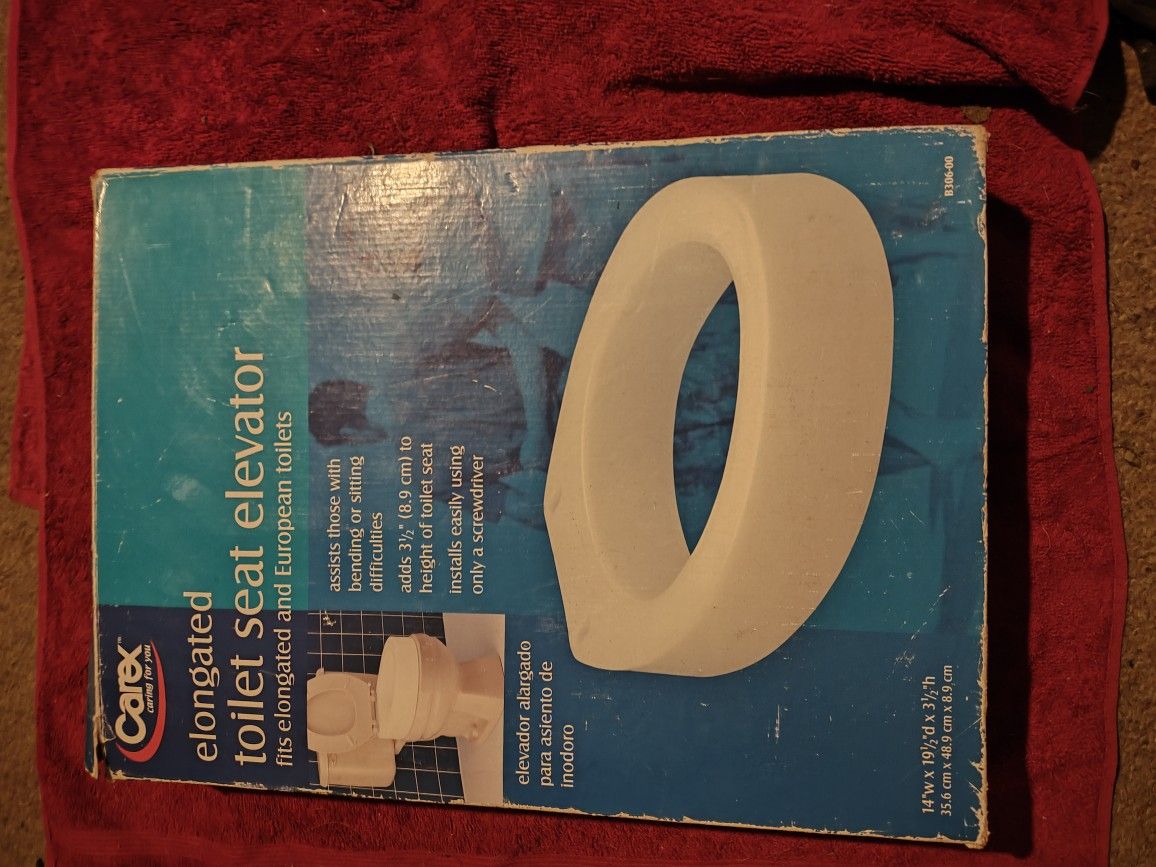 Carex™
caring for you
elongated
toilet seat elevator
fits elongated and European toilets
assists those with
bending or sitting
difficulties
adds 3½" (8.9 cm) to
height of toilet seat
installs easily using
only a screwdriver
elevador alargado
para asiento de
inodoro
14"w x 19½"d x 3½"h
35.6 cm x 48.9 cm x 8.9 cm
B306-00